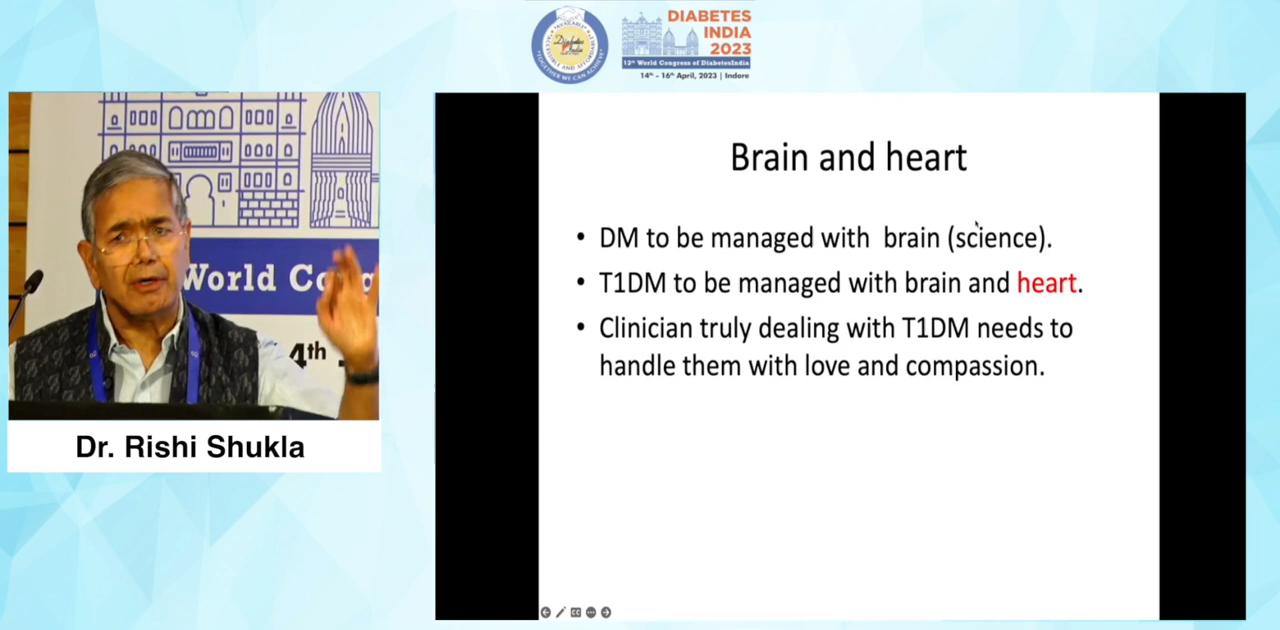 DIABETES
INDIA
2023
12th World Congress of DiabetesIndia
14th - 16th April, 2023 | Indore
World Co
4th
Dr. Rishi Shukla
Brain and heart
• DM to be managed with brain (science).
• T1DM to be managed with brain and heart.
• Clinician truly dealing with T1DM needs to
handle them with love and compassion.